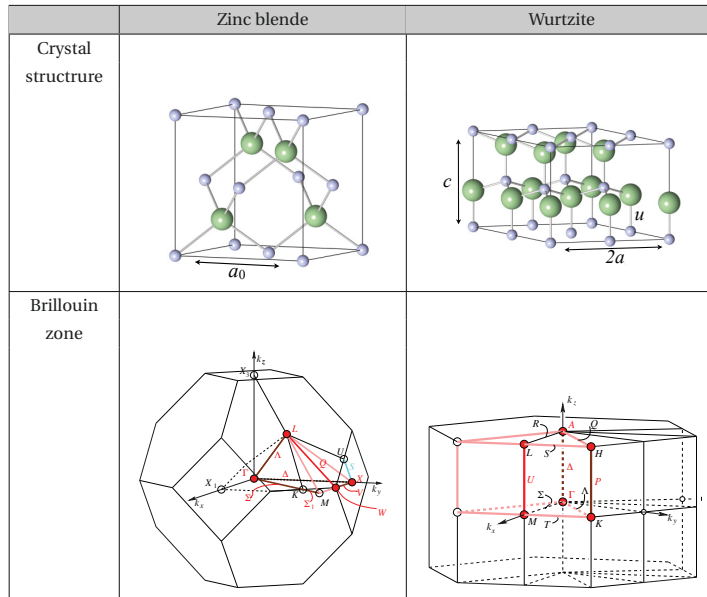 Zinc blende Wurtzite
Crystal
structrure
c
u
a0
2a
Brillouin
zone
kz
X3
L
U
Λ
Q
S
Γ
Δ
X
X1
ky
kx
Σ
K
Σ1
M
V
W
kz
A
R
Q
L
S
H
U
Δ
P
Σ
Γ
Λ
kx
M
T
K
ky